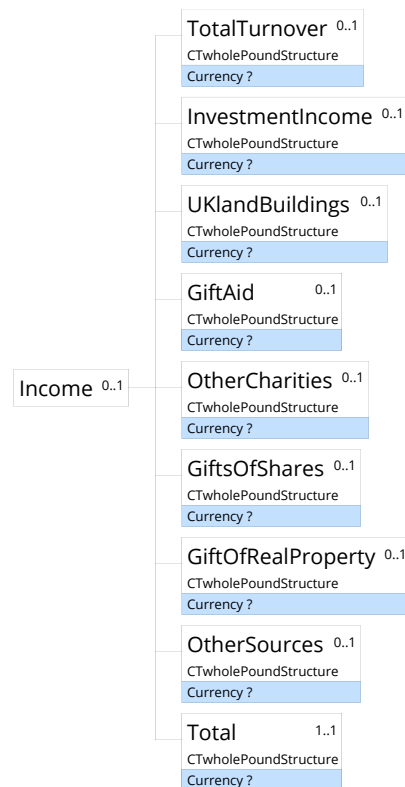 TotalTurnover 0..1
CTwholePoundStructure
Currency ?
InvestmentIncome 0..1
CTwholePoundStructure
Currency ?
UKlandBuildings 0..1
CTwholePoundStructure
Currency ?
GiftAid 0..1
CTwholePoundStructure
Currency ?
Income 0..1
OtherCharities 0..1
CTwholePoundStructure
Currency ?
GiftsOfShares 0..1
CTwholePoundStructure
Currency ?
GiftOfRealProperty 0..1
CTwholePoundStructure
Currency ?
OtherSources 0..1
CTwholePoundStructure
Currency ?
Total 1..1
CTwholePoundStructure
Currency ?